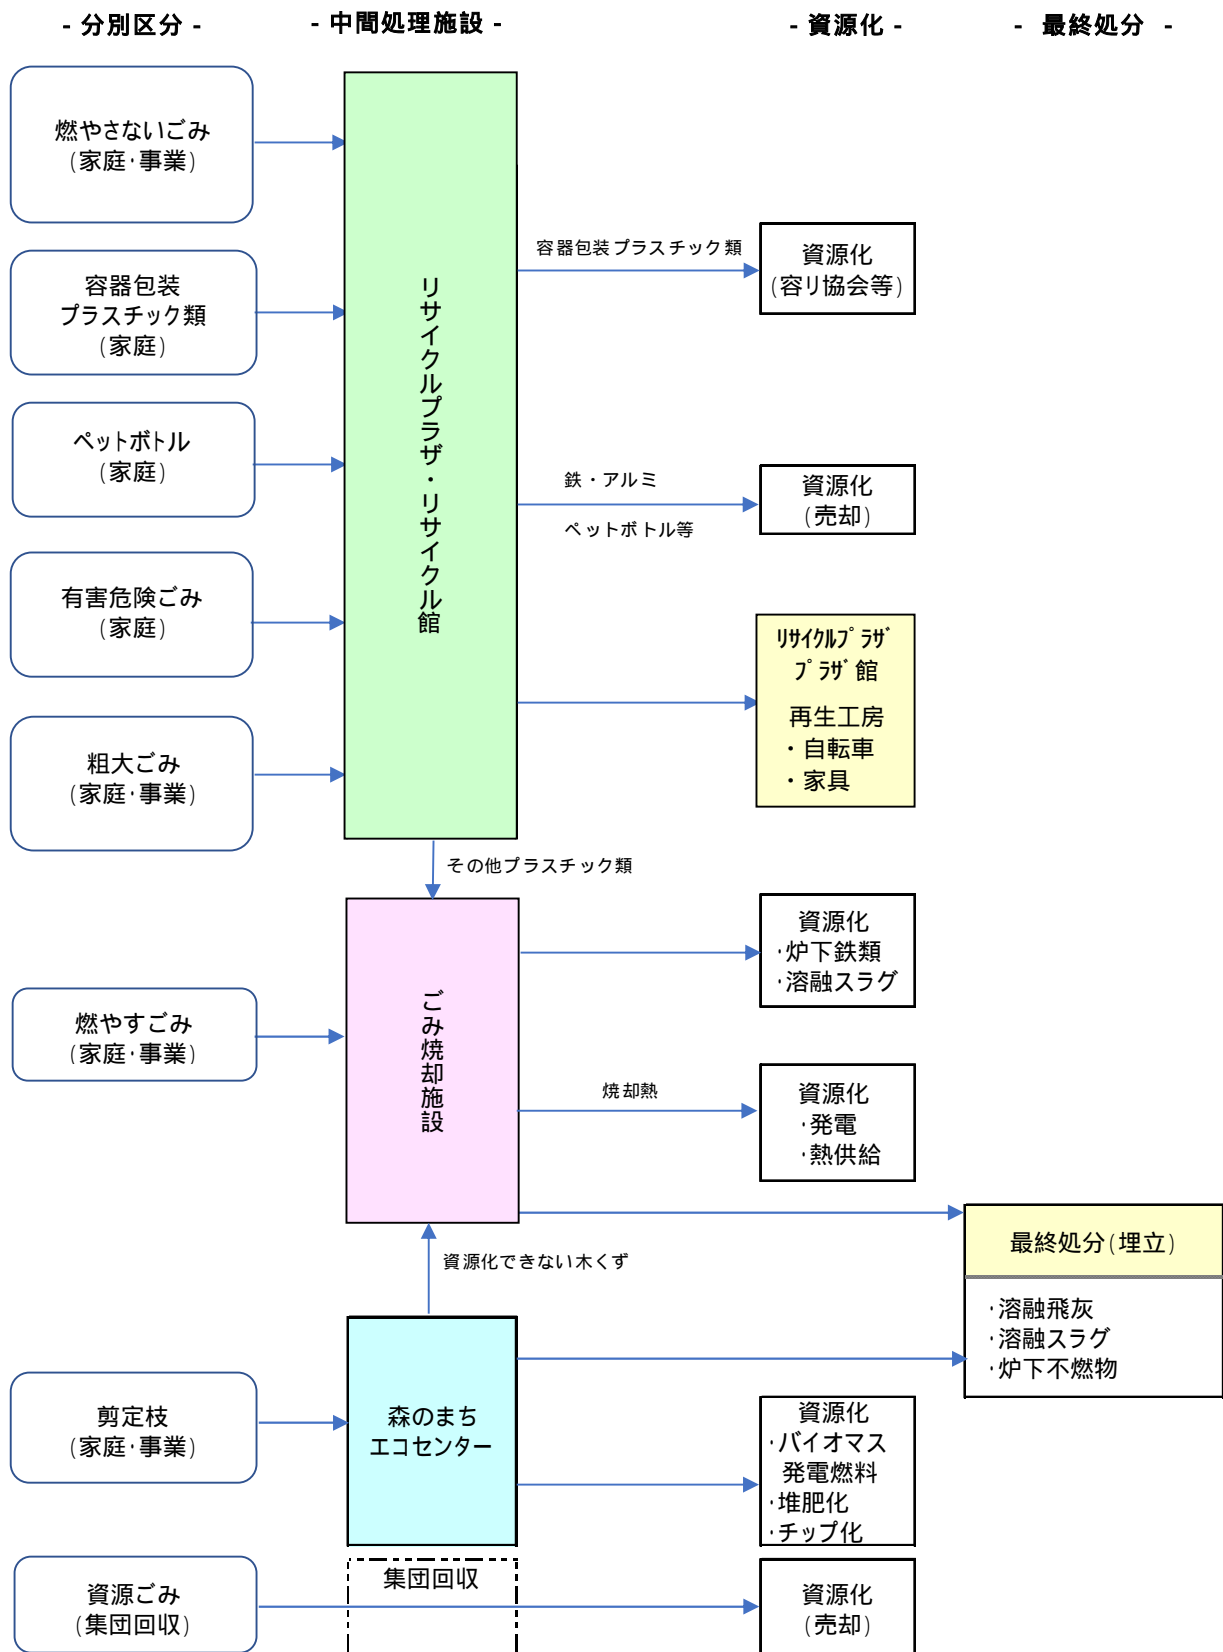 - 分別区分 -
- 中間処理施設 -
- 資源化 -
- 最終処分 -
燃やさないごみ
(家庭・事業)
容器包装
プラスチック類
(家庭)
ペットボトル
(家庭)
有害危険ごみ
(家庭)
粗大ごみ
(家庭・事業)
リサイクルプラザ・リサイクル館
容器包装プラスチック類
資源化
(容リ協会等)
鉄・アルミ
ペットボトル等
資源化
(売却)
ﾘｻｲｸﾙﾌﾟﾗｻﾞ
ﾌﾟﾗｻﾞ館
再生工房
・自転車
・家具
その他プラスチック類
燃やすごみ
(家庭・事業)
ごみ焼却施設
資源化
・炉下鉄類
・溶融スラグ
焼却熱
資源化
・発電
・熱供給
最終処分(埋立)
・溶融飛灰
・溶融スラグ
・炉下不燃物
資源化できない木くず
剪定枝
(家庭・事業)
森のまち
エコセンター
資源化
・バイオマス
発電燃料
・堆肥化
・チップ化
資源ごみ
(集団回収)
集団回収
資源化
(売却)